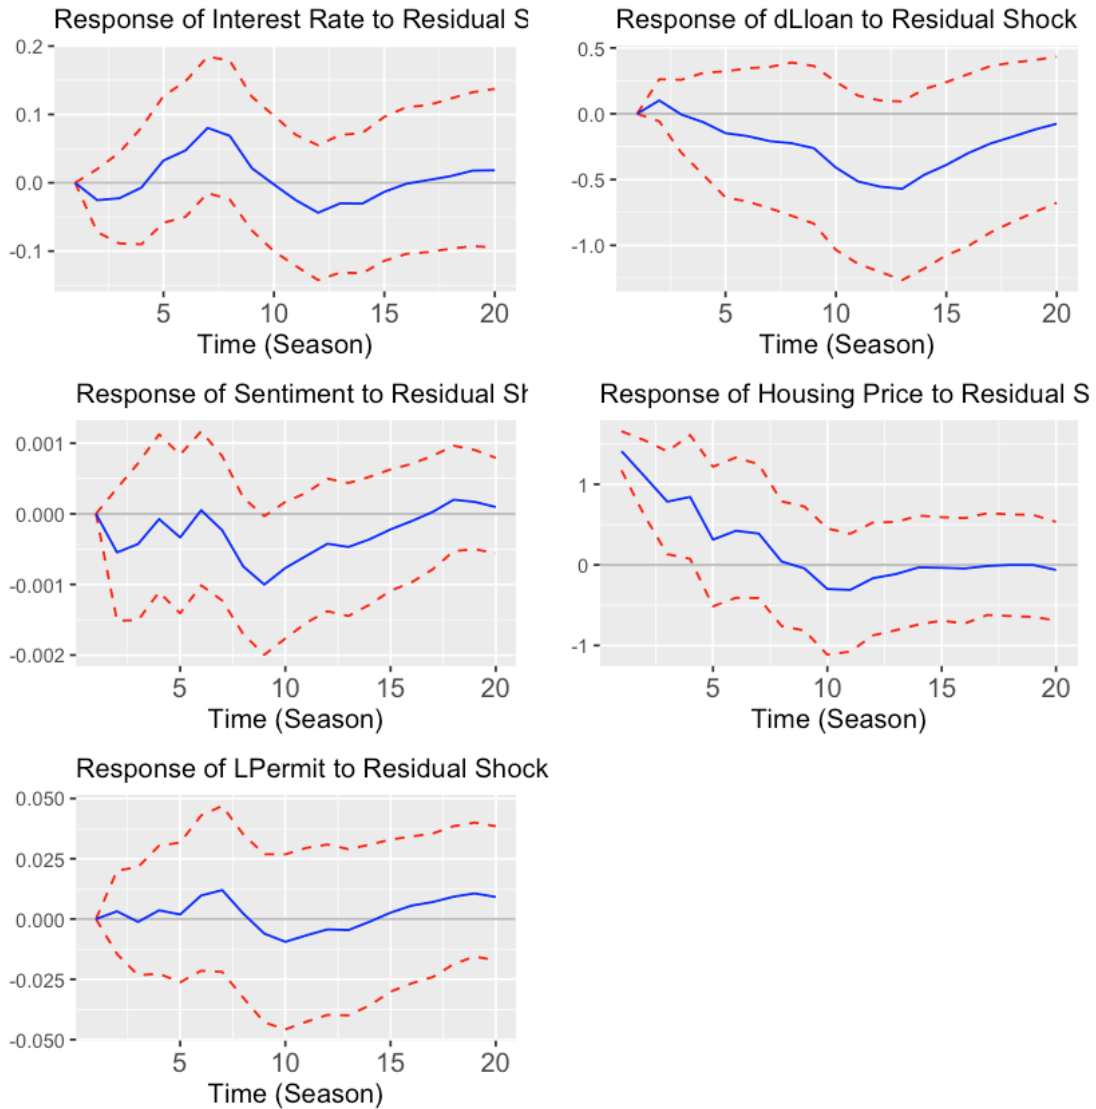 Response of Interest Rate to Residual S
0.2
0.1
0.0
-0.1
5 10 15 20
Time (Season)
Response of dLloan to Residual Shock
0.5
0.0
-0.5
-1.0
5 10 15 20
Time (Season)
Response of Sentiment to Residual Sh
0.001
0.000
-0.001
-0.002
5 10 15 20
Time (Season)
Response of Housing Price to Residual S
1
0
-1
5 10 15 20
Time (Season)
Response of LPermit to Residual Shock
0.050
0.025
0.000
-0.025
-0.050
5 10 15 20
Time (Season)